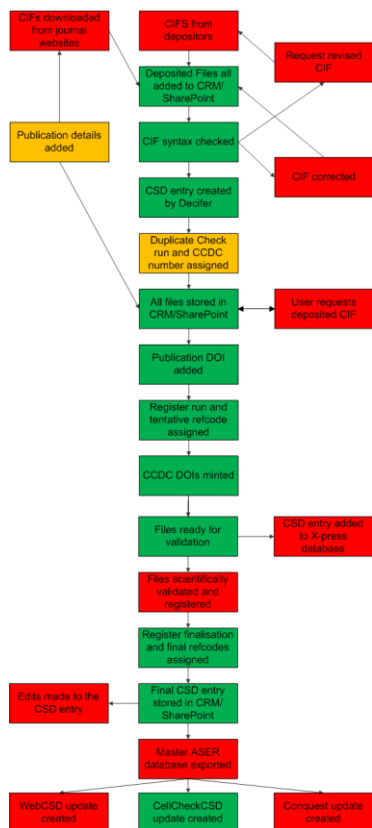 CIFs downloaded
from journal
websites
CIFS from
depositors
Request revised
CIF
Deposited Files all
added to CRM/
SharePoint
Publication details
added
CIF syntax checked
CIF corrected
CSD entry created
by Decifer
Duplicate Check
run and CCDC
number assigned
All files stored in
CRM/SharePoint
User requests
deposited CIF
Publication DOI
added
Register run and
tentative refcode
assigned
CCDC DOIs minted
Files ready for
validation
CSD entry added
to X-press
database
Files scientifically
validated and
registered
Register finalisation
and final refcodes
assigned
Edits made to the
CSD entry
Final CSD entry
stored in CRM/
SharePoint
Master ASER
database exported
WebCSD update
created
CellCheckCSD
update created
Conquest update
created